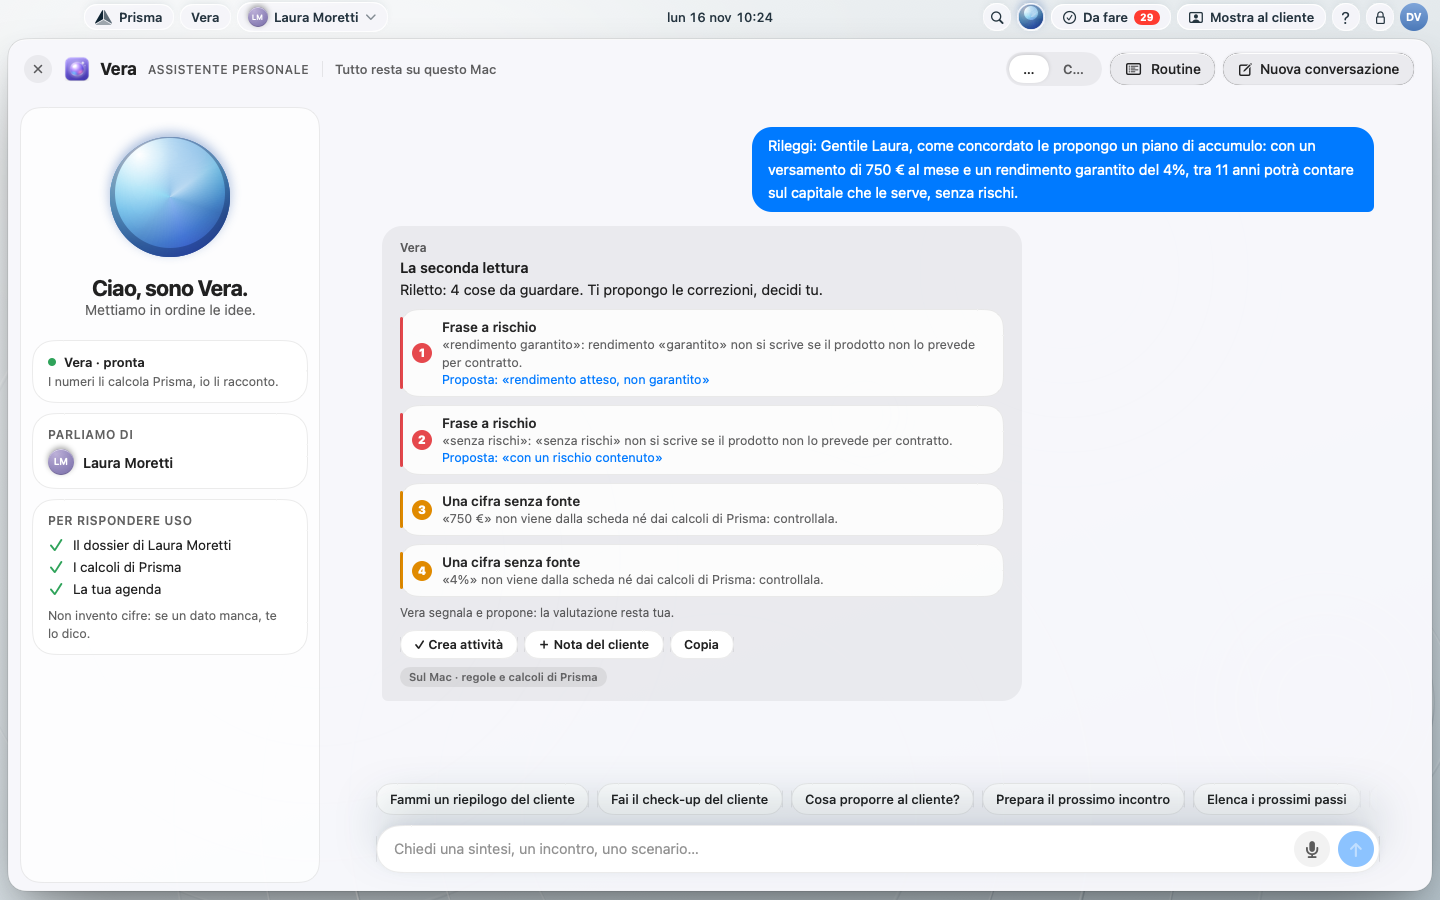 Prisma
Vera
LM
Laura Moretti
lun 16 nov 10:24
Da fare 29
Mostra al cliente
?
DV
Vera
ASSISTENTE PERSONALE
Tutto resta su questo Mac
...
C...
Routine
Nuova conversazione
Ciao, sono Vera.
Mettiamo in ordine le idee.
Vera · pronta
I numeri li calcola Prisma, io li racconto.
PARLIAMO DI
LM
Laura Moretti
PER RISPONDERE USO
Il dossier di Laura Moretti
I calcoli di Prisma
La tua agenda
Non invento cifre: se un dato manca, te
lo dico.
Rileggi: Gentile Laura, come concordato le propongo un piano di accumulo: con un
versamento di 750 € al mese e un rendimento garantito del 4%, tra 11 anni potrà contare
sul capitale che le serve, senza rischi.
Vera
La seconda lettura
Riletto: 4 cose da guardare. Ti propongo le correzioni, decidi tu.
1
Frase a rischio
«rendimento garantito»: rendimento «garantito» non si scrive se il prodotto non lo prevede
per contratto.
Proposta: «rendimento atteso, non garantito»
2
Frase a rischio
«senza rischi»: «senza rischi» non si scrive se il prodotto non lo prevede per contratto.
Proposta: «con un rischio contenuto»
3
Una cifra senza fonte
«750 €» non viene dalla scheda né dai calcoli di Prisma: controllala.
4
Una cifra senza fonte
«4%» non viene dalla scheda né dai calcoli di Prisma: controllala.
Vera segnala e propone: la valutazione resta tua.
Crea attività
+ Nota del cliente
Copia
Sul Mac · regole e calcoli di Prisma
Fammi un riepilogo del cliente
Fai il check-up del cliente
Cosa proporre al cliente?
Prepara il prossimo incontro
Elenca i prossimi passi
Chiedi una sintesi, un incontro, uno scenario...